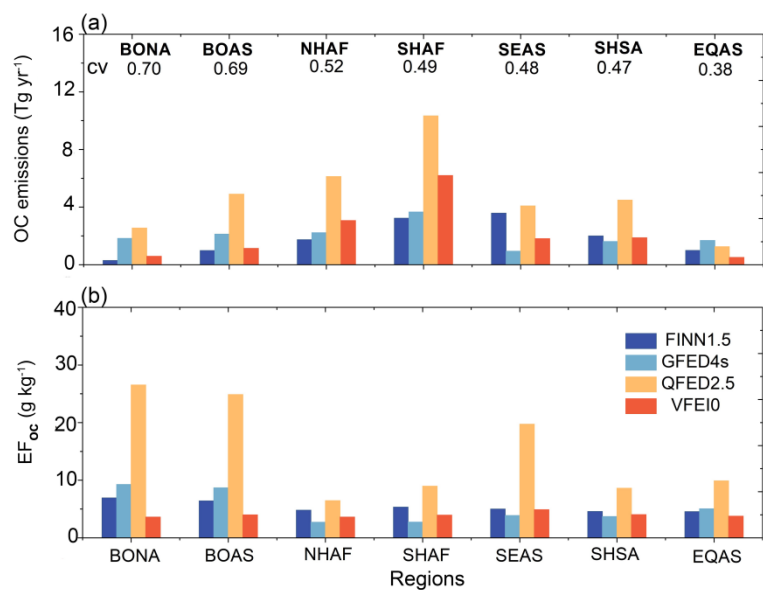 (a)
BONA BOAS NHAF SHAF SEAS SHSA EQAS
CV 0.70 0.69 0.52 0.49 0.48 0.47 0.38
16
12
8
4
0
OC emissions (Tg yr⁻¹)
(b)
40
30
20
10
0
EFoc (g kg⁻¹)
FINN1.5
GFED4s
QFED2.5
VFEI0
BONA BOAS NHAF SHAF SEAS SHSA EQAS
Regions